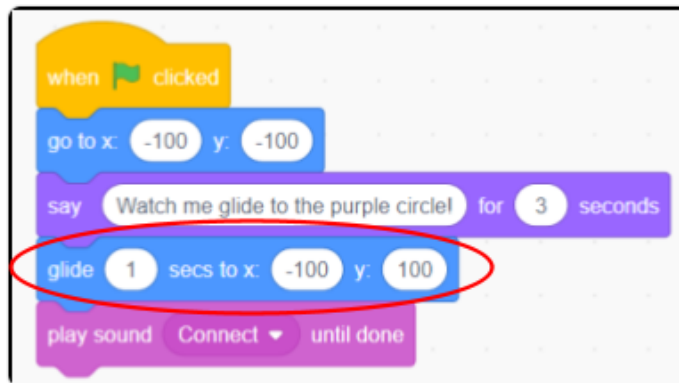 when clicked
go to x: -100 y: -100
say Watch me glide to the purple circle! for 3 seconds
glide 1 secs to x: -100 y: 100
play sound Connect until done